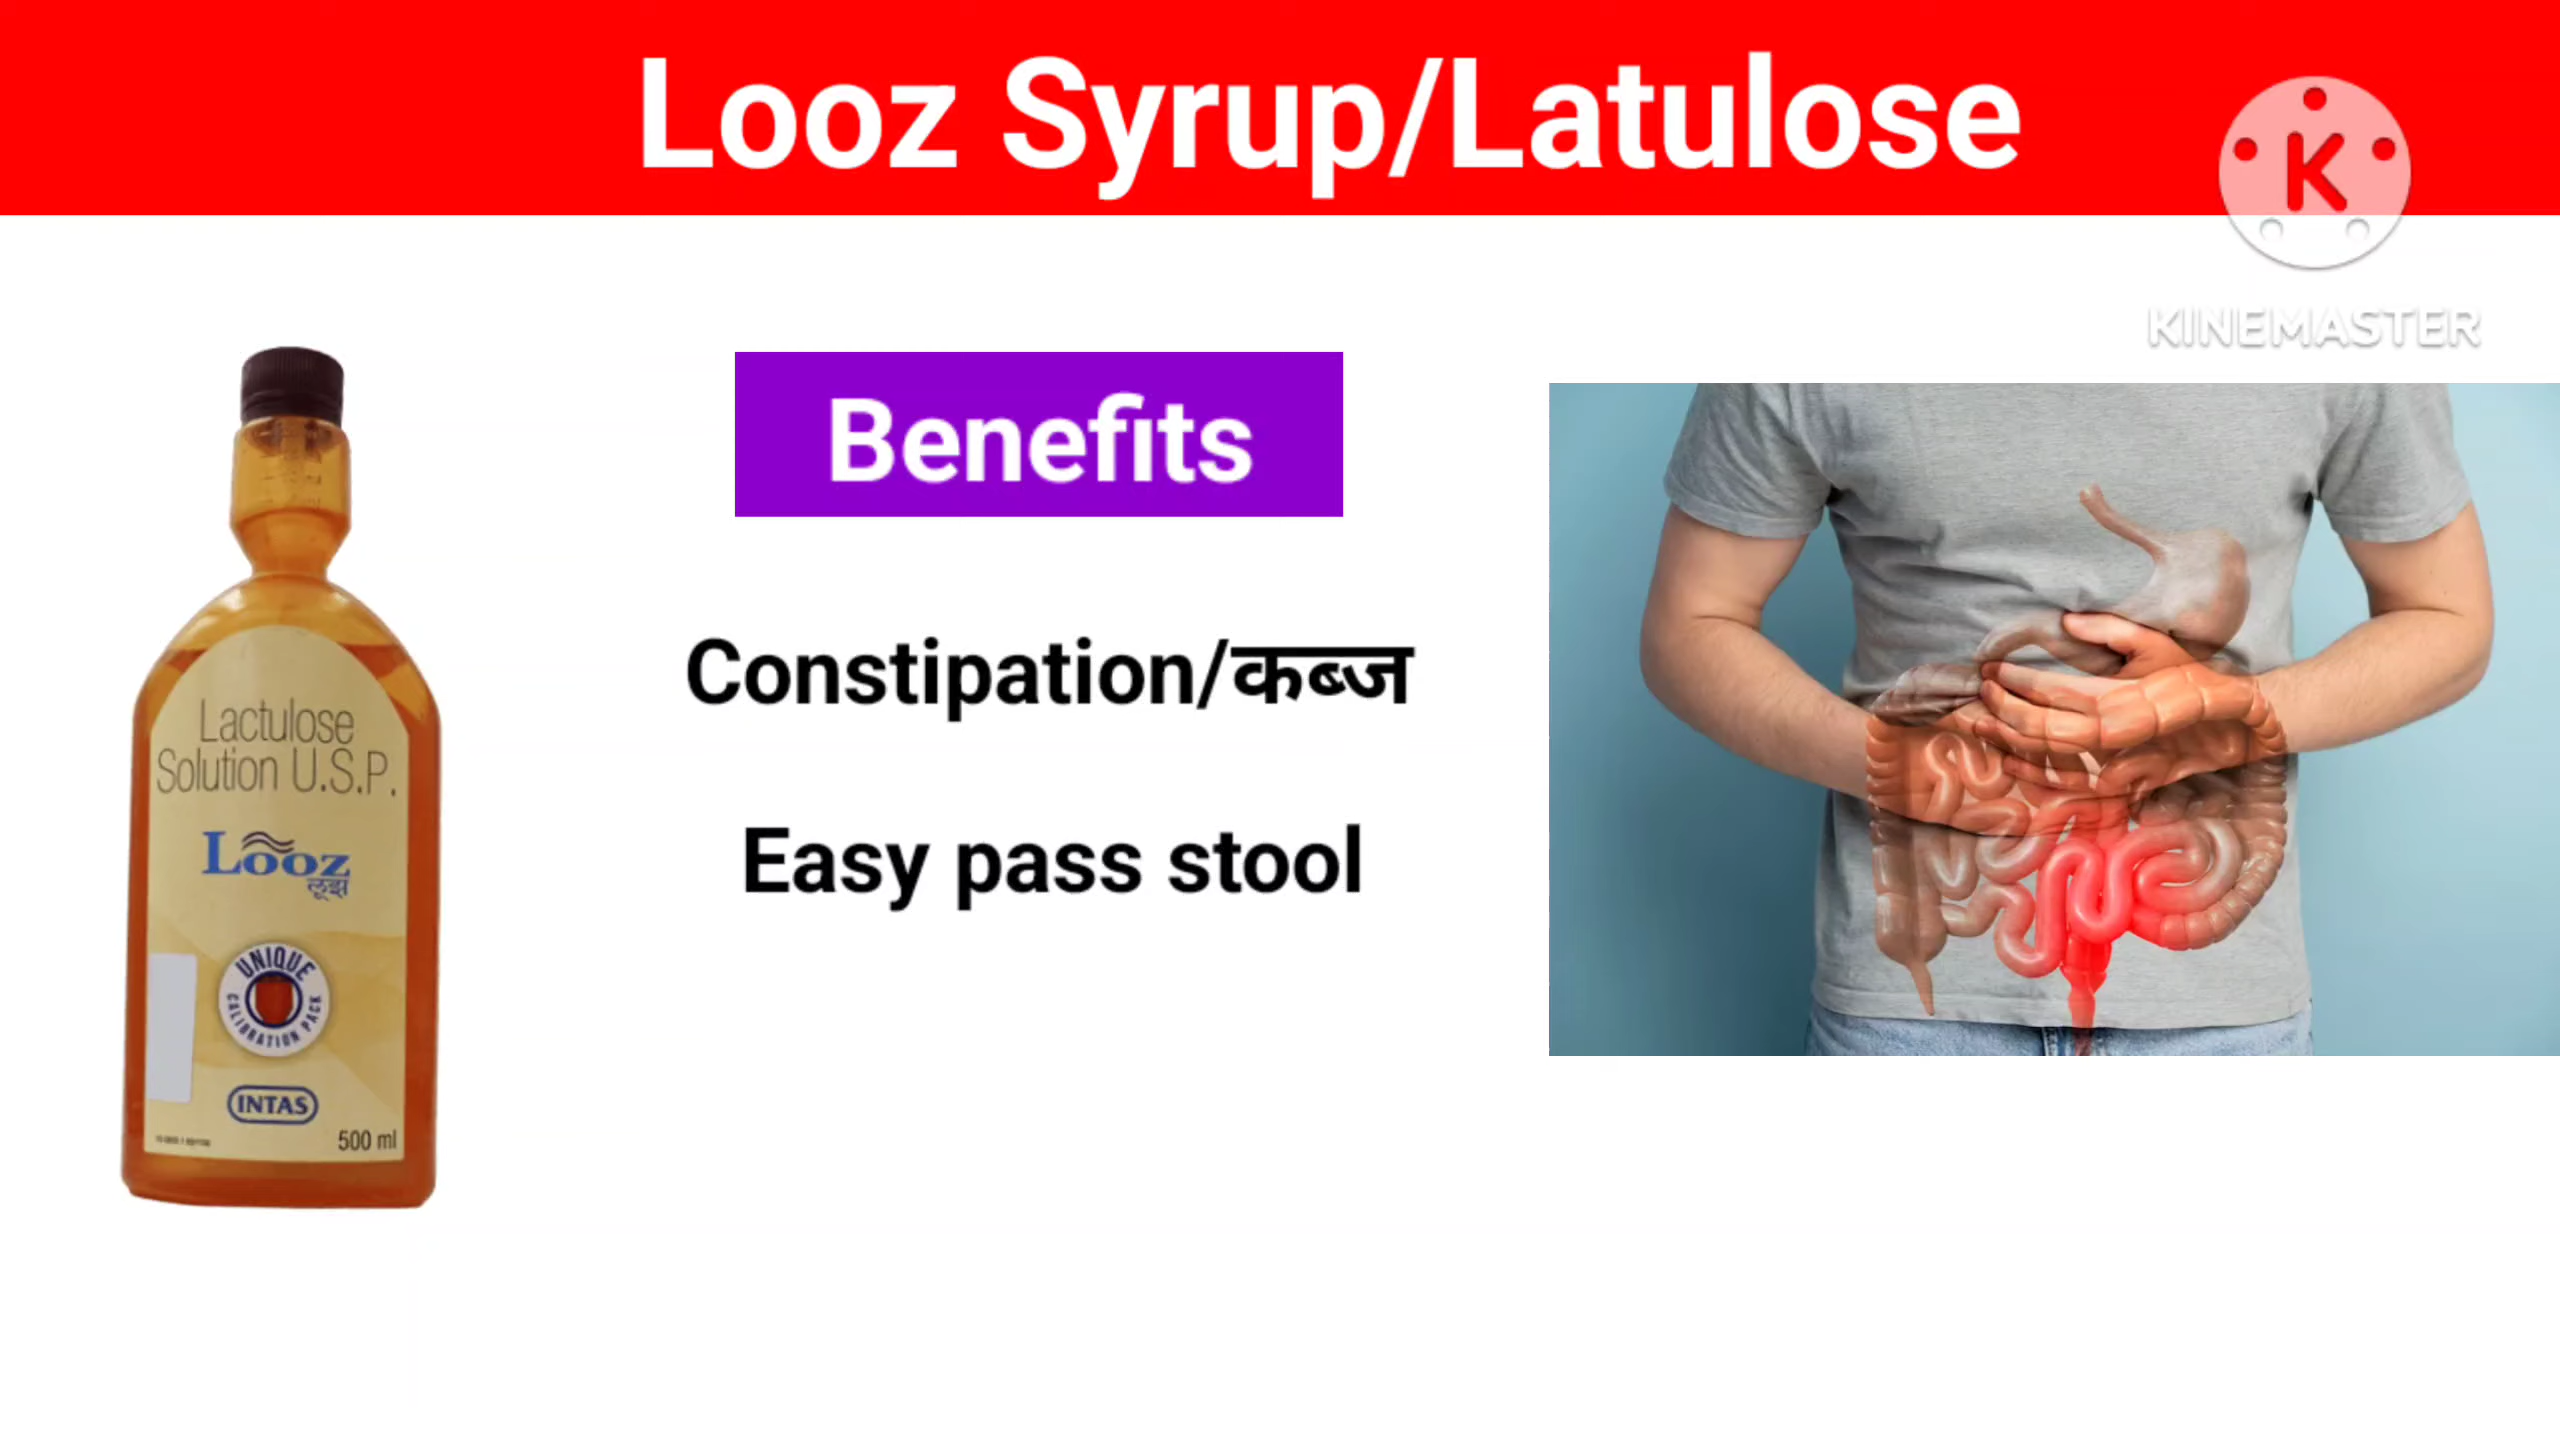 Looz Syrup/Latulose
K
KINEMASTER
Benefits
Constipation/कब्ज
Easy pass stool
Lactulose
Solution U.S.P.
Looz
लूझ
UNIQUE
CALIBRATION PACK
INTAS
500 ml